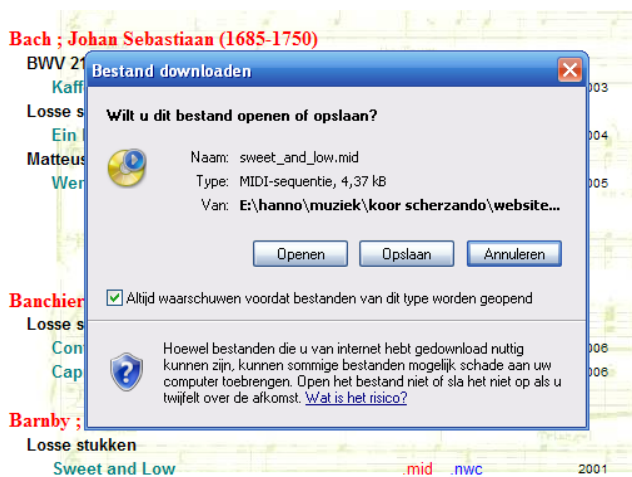 Bach ; Johan Sebastiaan (1685-1750)
BWV 21
Bestand downloaden
Kaff
003
Losse s
Wilt u dit bestand openen of opslaan?
Ein
004
Matteus
Naam: sweet_and_low.mid
Wer
Type: MIDI-sequentie, 4,37 kB
005
Van: E:\hanno\muziek\koor scherzando\website...
Openen Opslaan Annuleren
Banchier
Altijd waarschuwen voordat bestanden van dit type worden geopend
Losse s
Con
Hoewel bestanden die u van internet hebt gedownload nuttig
006
Cap
kunnen zijn, kunnen sommige bestanden mogelijk schade aan uw
006
computer toebrengen. Open het bestand niet of sla het niet op als u
twijfelt over de afkomst. Wat is het risico?
Barnby ;
Losse stukken
Sweet and Low .mid .nwc 2001